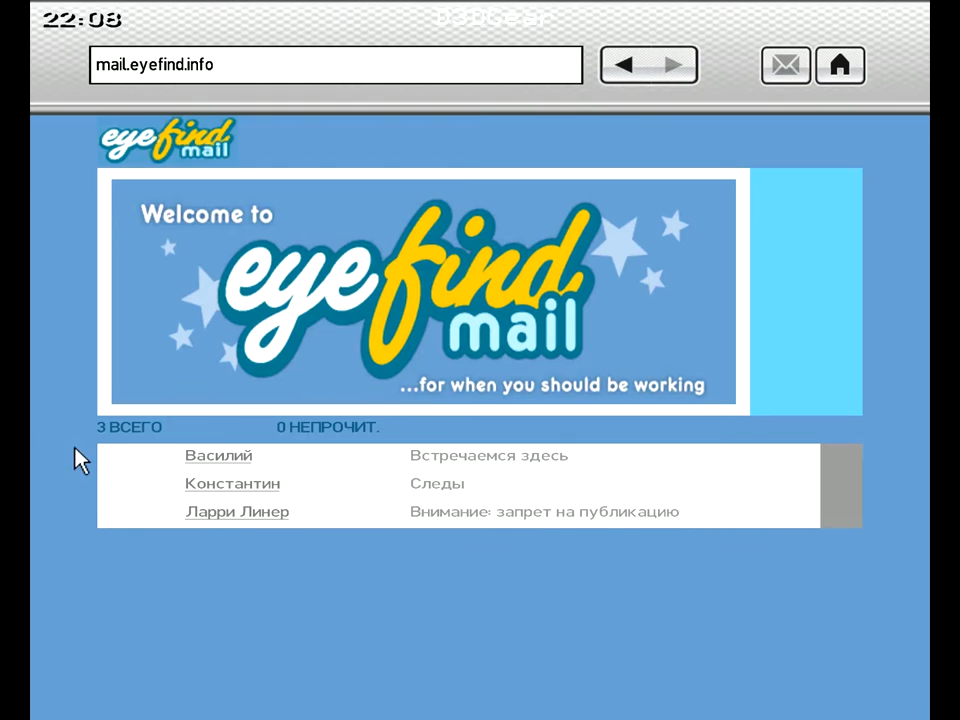 22:08
D3DGear
mail.eyefind.info
eyefind
mail
Welcome to
eyefind
mail
...for when you should be working
3 ВСЕГО 0 НЕПРОЧИТ.
Василий Встречаемся здесь
Константин Следы
Ларри Линер Внимание: запрет на публикацию